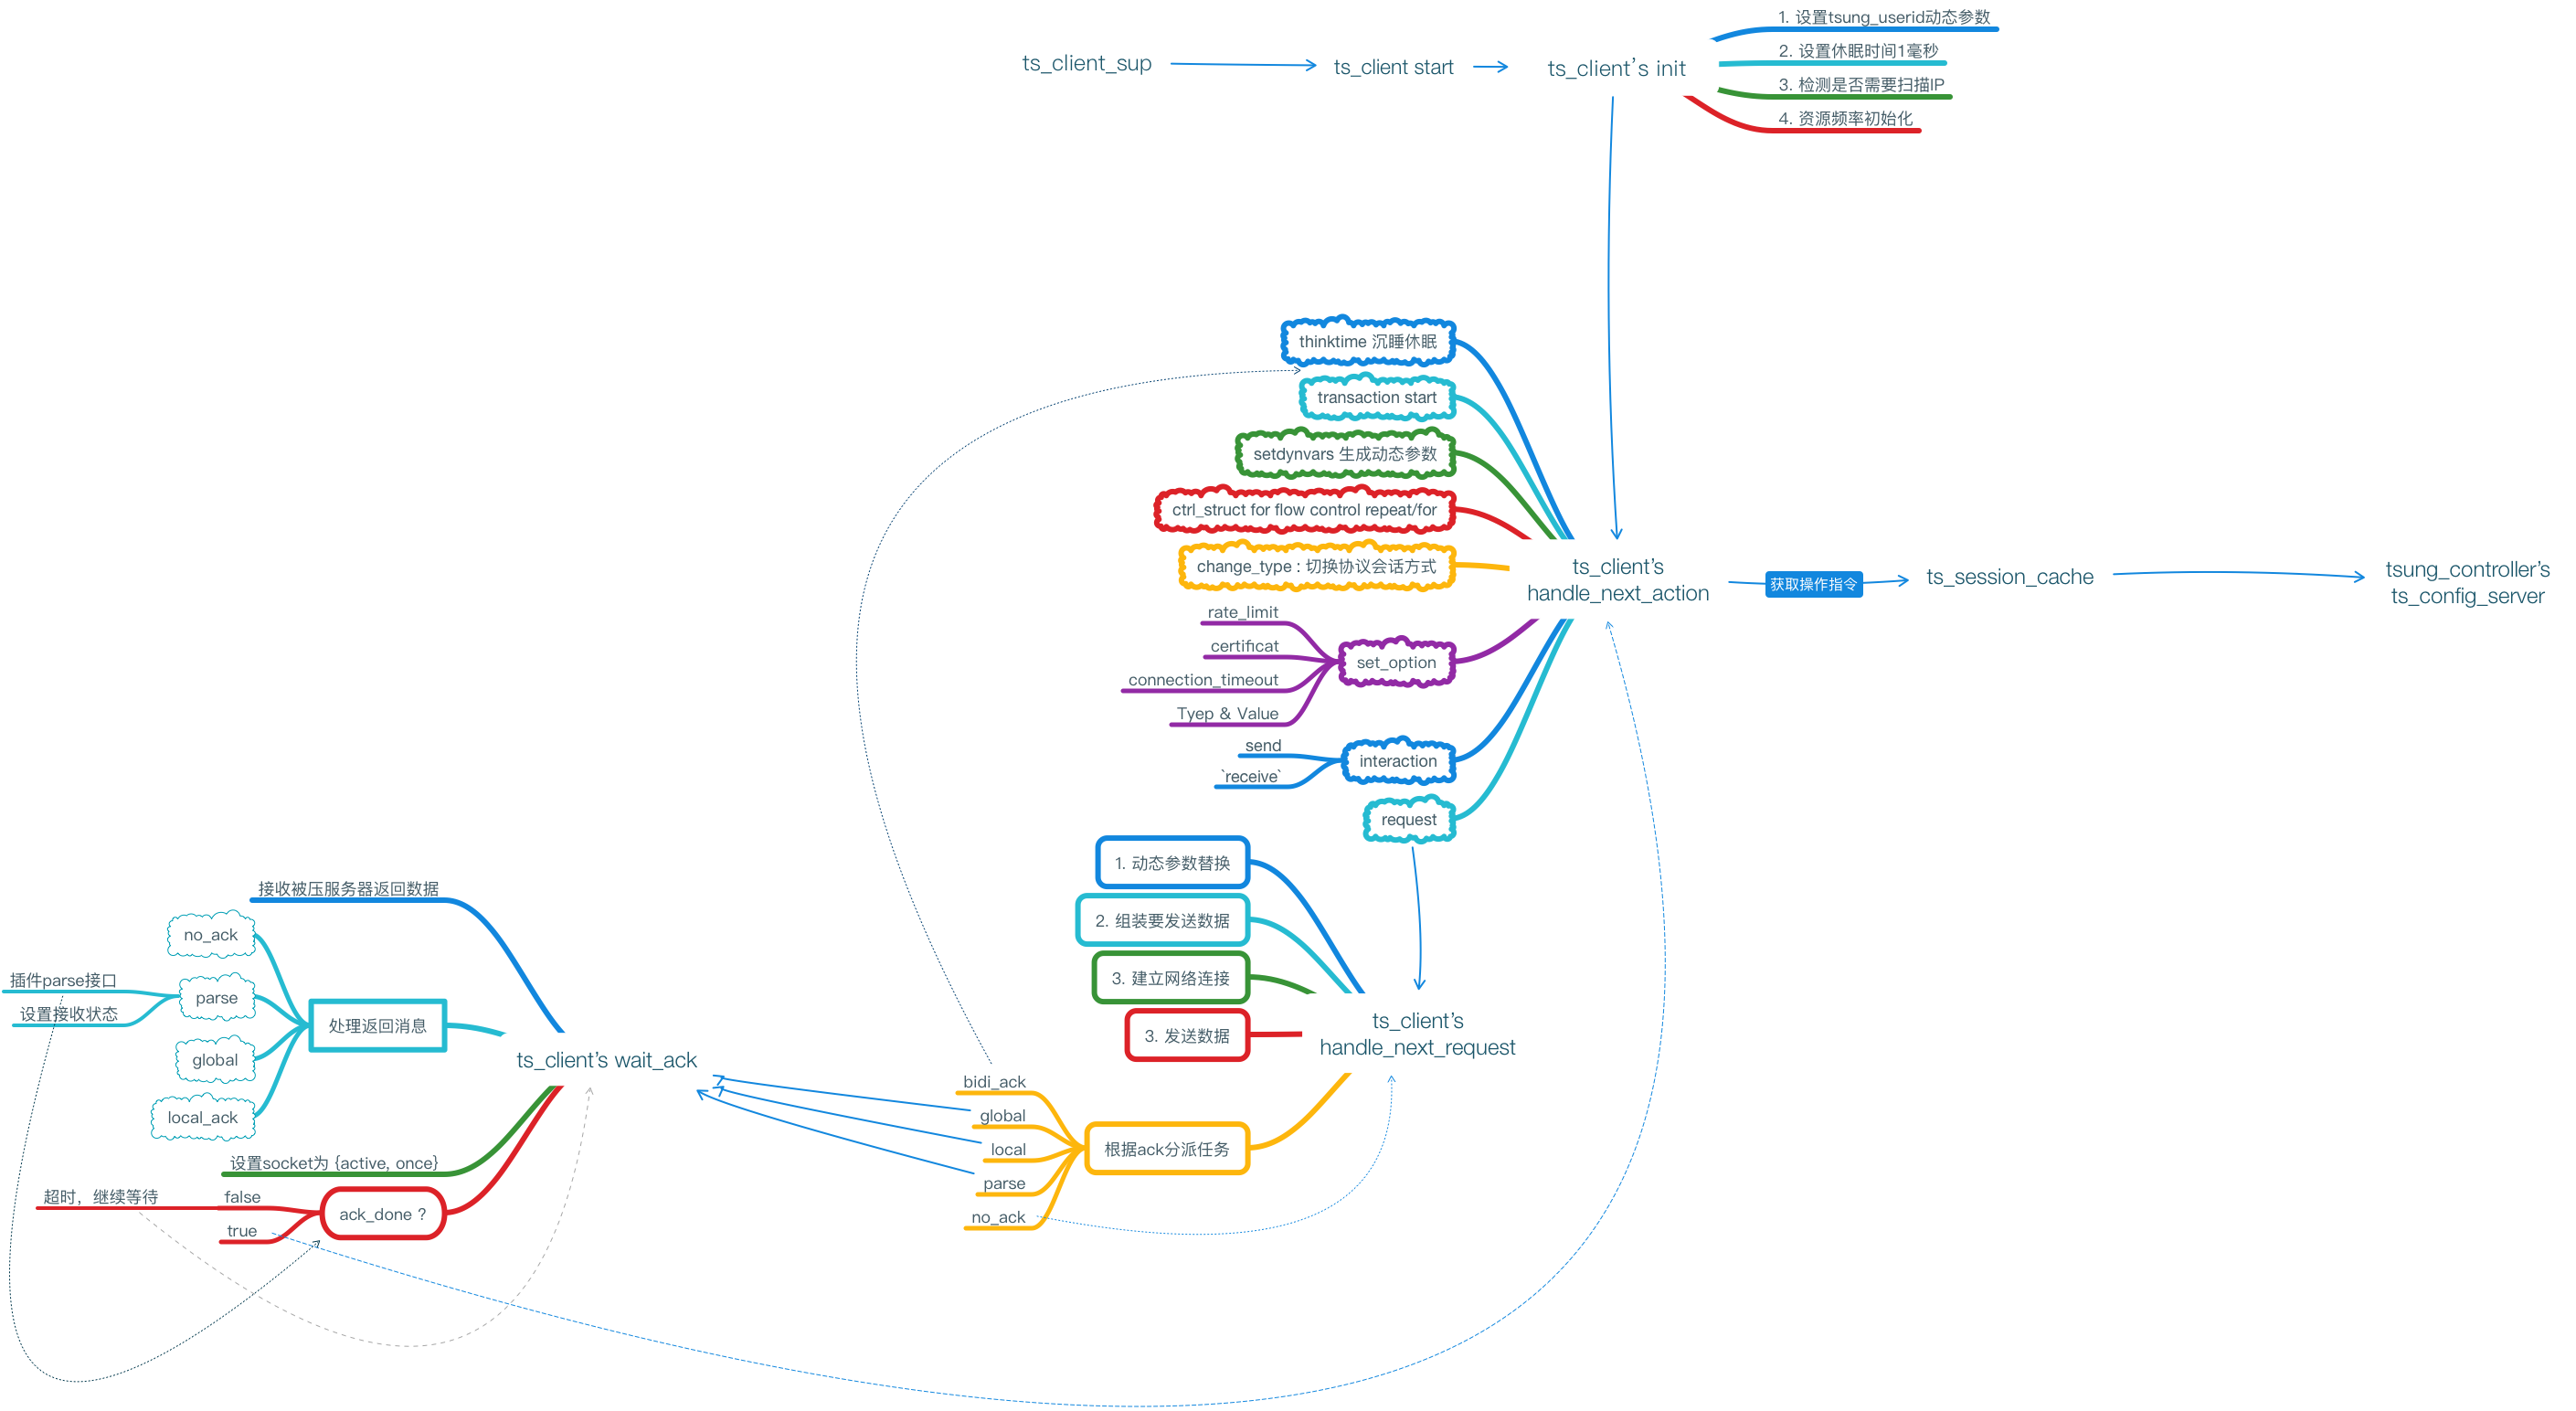 ts_client_sup
ts_client start
ts_client's init
1. 设置tsung_userid动态参数
2. 设置休眠时间1毫秒
3. 检测是否需要扫描IP
4. 资源频率初始化
thinktime 沉睡休眠
transaction start
setdynvars 生成动态参数
ctrl_struct for flow control repeat/for
change_type : 切换协议会话方式
ts_client's
handle_next_action
获取操作指令
ts_session_cache
tsung_controller's
ts_config_server
rate_limit
certificat
connection_timeout
Tyep & Value
set_option
send
`receive`
interaction
request
1. 动态参数替换
2. 组装要发送数据
3. 建立网络连接
3. 发送数据
ts_client's
handle_next_request
bidi_ack
global
local
parse
no_ack
根据ack分派任务
接收被压服务器返回数据
no_ack
插件parse接口
设置接收状态
parse
global
local_ack
处理返回消息
ts_client's wait_ack
设置socket为 {active, once}
超时，继续等待
false
true
ack_done ？